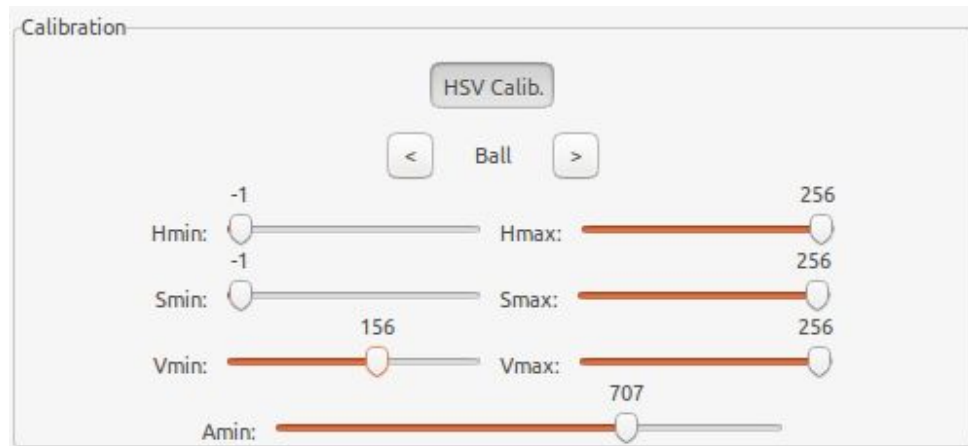 Calibration
HSV Calib.
< Ball >
-1 256
Hmin: Hmax:
-1 256
Smin: Smax:
156 256
Vmin: Vmax:
707
Amin: